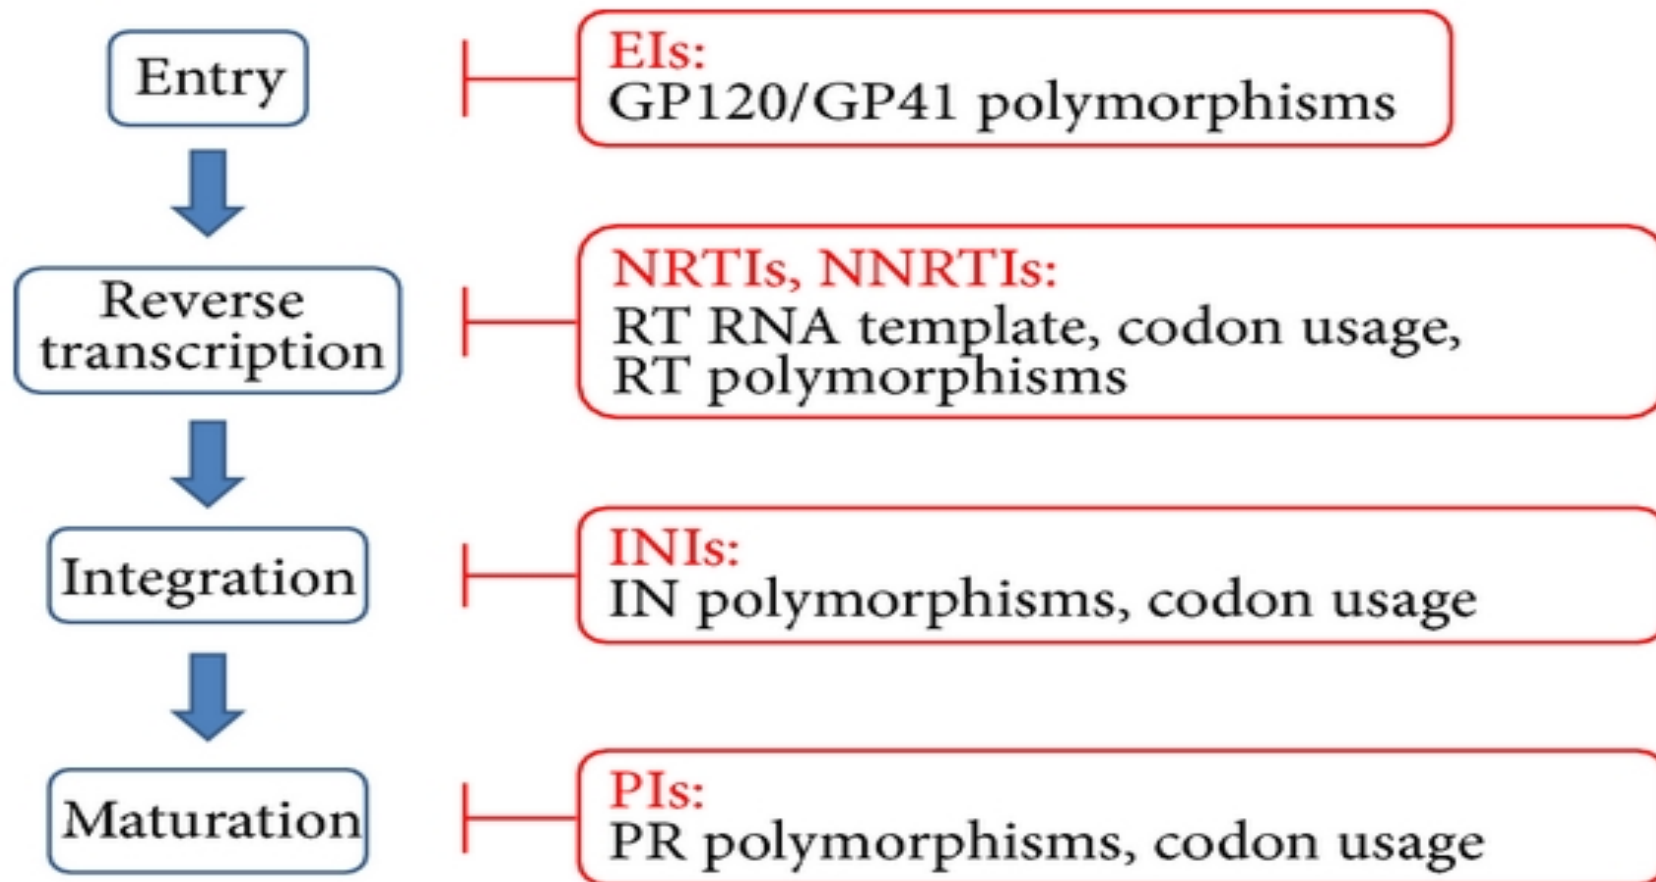 Entry
EIs:
GP120/GP41 polymorphisms
Reverse
transcription
NRTIs, NNRTIs:
RT RNA template, codon usage,
RT polymorphisms
Integration
INIs:
IN polymorphisms, codon usage
Maturation
PIs:
PR polymorphisms, codon usage